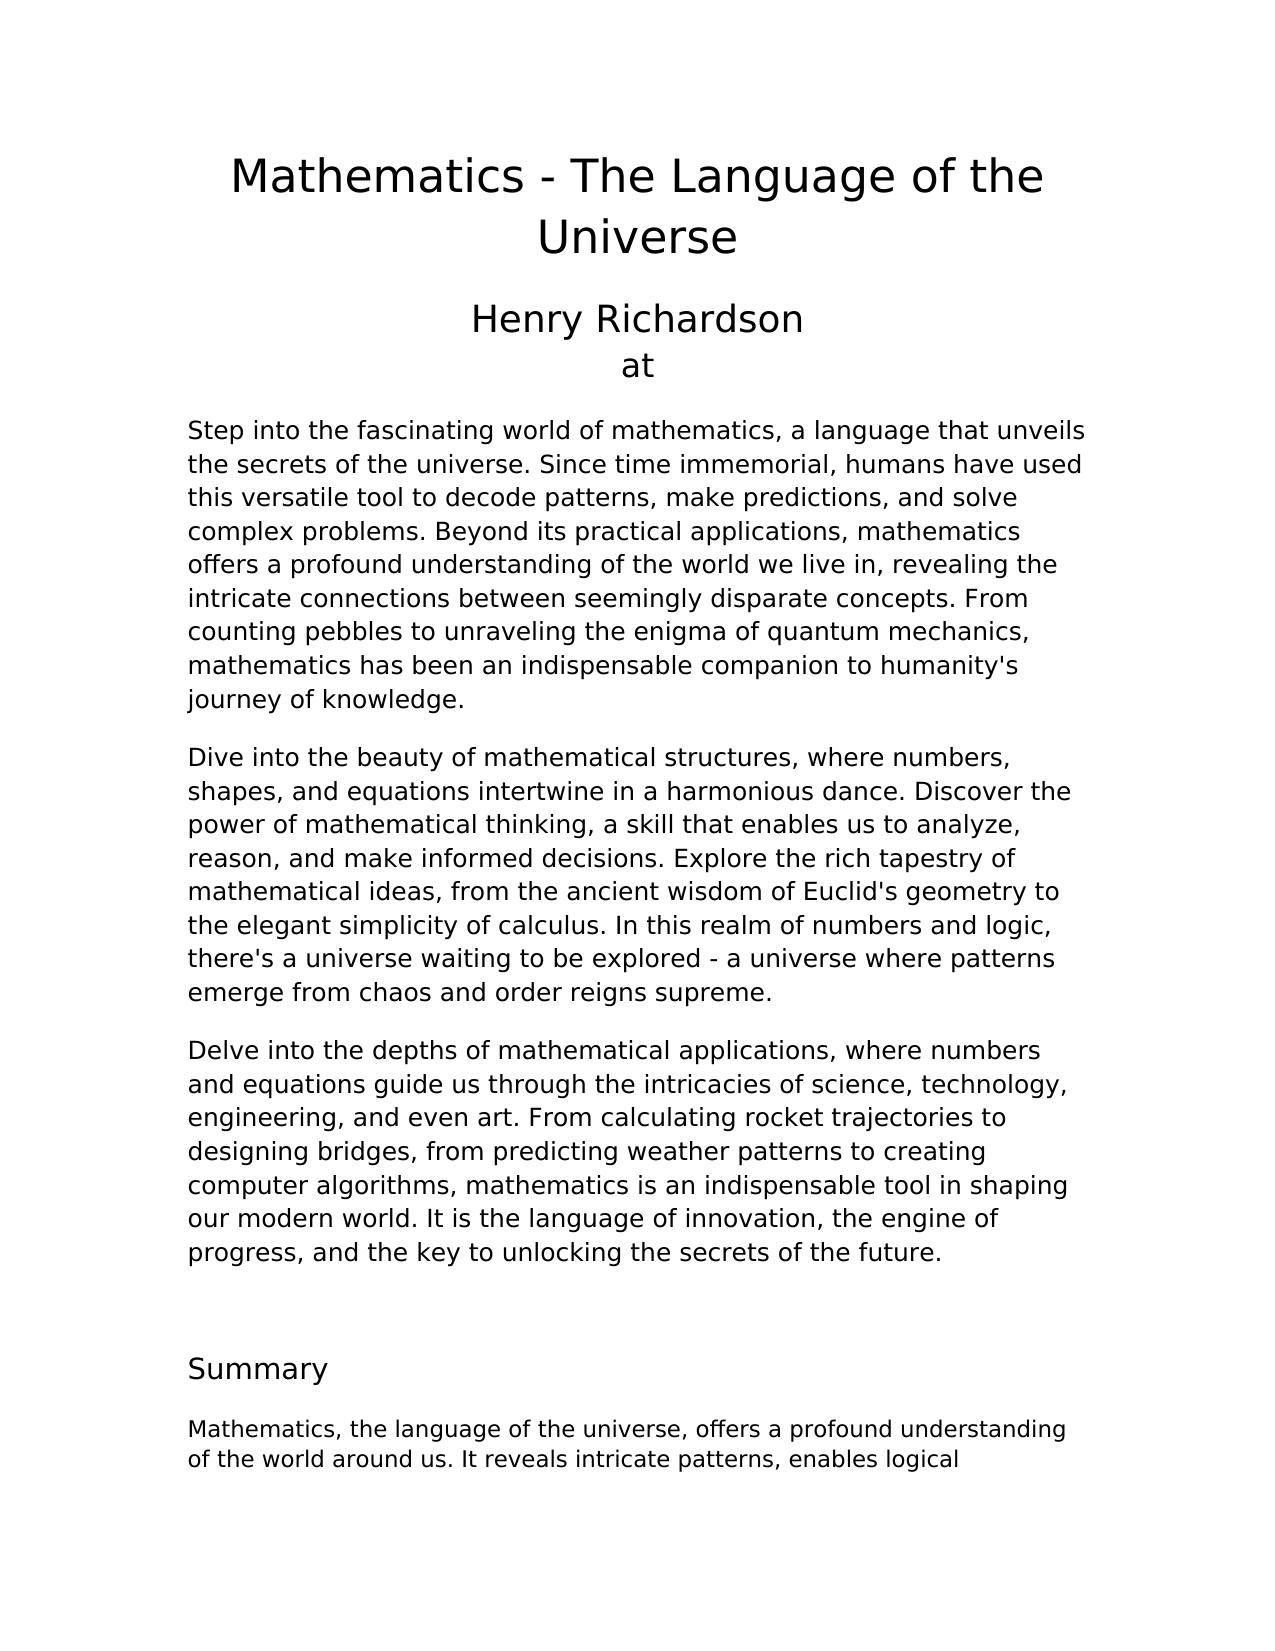 Mathematics - The Language of the
Universe
Henry Richardson
at
Step into the fascinating world of mathematics, a language that unveils
the secrets of the universe. Since time immemorial, humans have used
this versatile tool to decode patterns, make predictions, and solve
complex problems. Beyond its practical applications, mathematics
offers a profound understanding of the world we live in, revealing the
intricate connections between seemingly disparate concepts. From
counting pebbles to unraveling the enigma of quantum mechanics,
mathematics has been an indispensable companion to humanity's
journey of knowledge.
Dive into the beauty of mathematical structures, where numbers,
shapes, and equations intertwine in a harmonious dance. Discover the
power of mathematical thinking, a skill that enables us to analyze,
reason, and make informed decisions. Explore the rich tapestry of
mathematical ideas, from the ancient wisdom of Euclid's geometry to
the elegant simplicity of calculus. In this realm of numbers and logic,
there's a universe waiting to be explored - a universe where patterns
emerge from chaos and order reigns supreme.
Delve into the depths of mathematical applications, where numbers
and equations guide us through the intricacies of science, technology,
engineering, and even art. From calculating rocket trajectories to
designing bridges, from predicting weather patterns to creating
computer algorithms, mathematics is an indispensable tool in shaping
our modern world. It is the language of innovation, the engine of
progress, and the key to unlocking the secrets of the future.
Summary
Mathematics, the language of the universe, offers a profound understanding
of the world around us. It reveals intricate patterns, enables logical